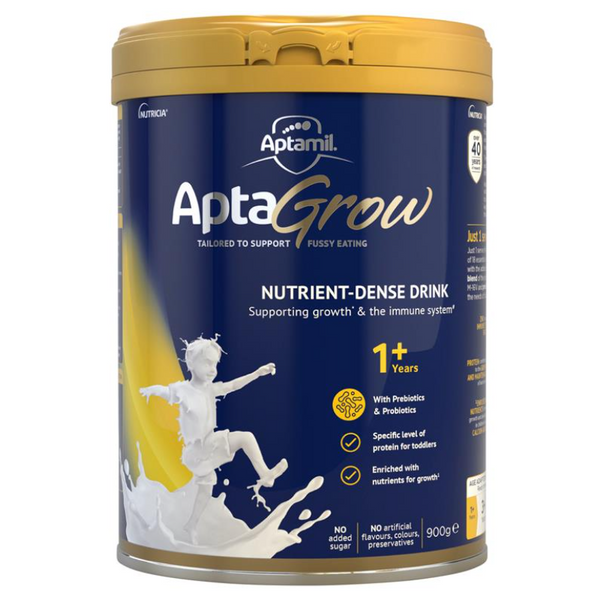 NUTRICIA
NUTRICIA
Aptamil.
OVER
40
years
AptaGrow
TAILORED TO SUPPORT FUSSY EATING
NUTRIENT-DENSE DRINK
Supporting growth* & the immune system#
1+
Years
With Prebiotics
& Probiotics
Specific level of
protein for toddlers
Enriched with
nutrients for growth
NO
added
sugar
NO artificial
flavours, colours,
preservatives
900g℮
Just 1